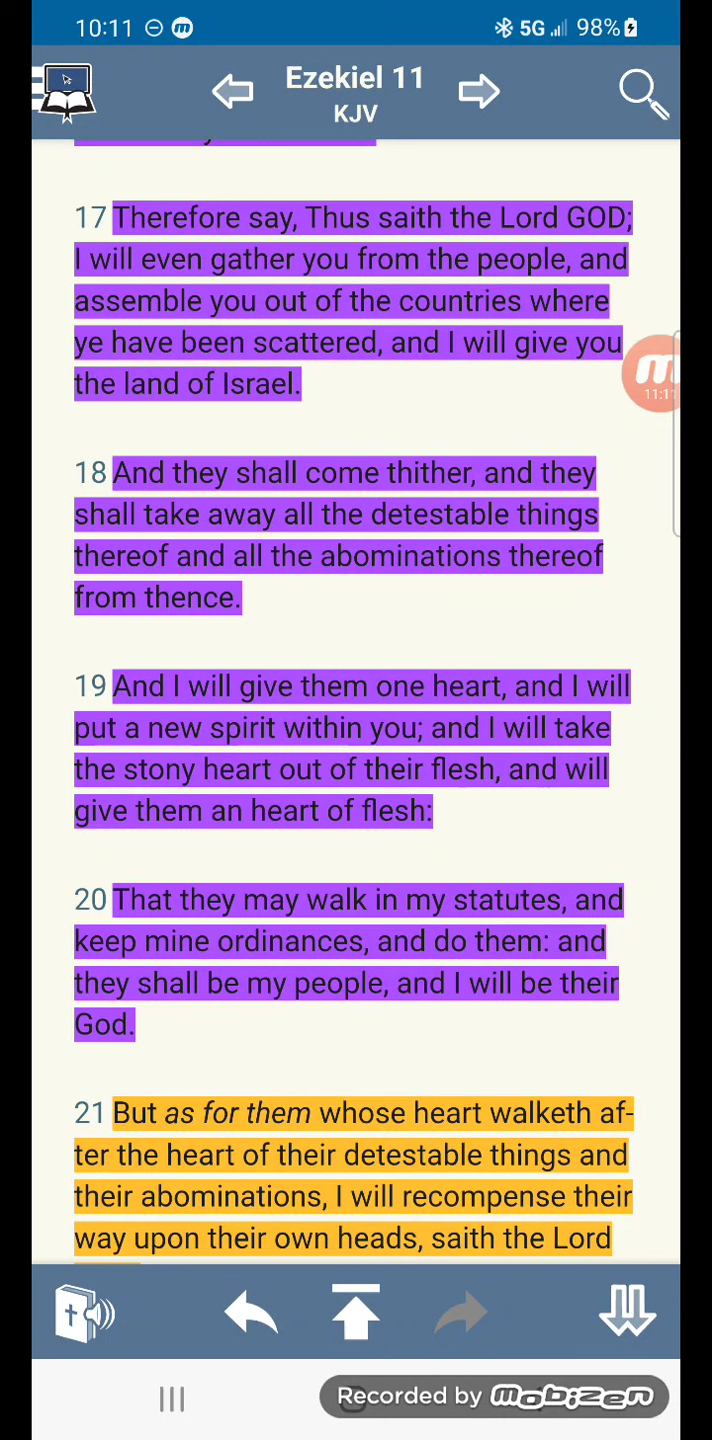 10:11
5G 98%
Ezekiel 11
KJV
17 Therefore say, Thus saith the Lord GOD;
I will even gather you from the people, and
assemble you out of the countries where
ye have been scattered, and I will give you
the land of Israel.
11:11
18 And they shall come thither, and they
shall take away all the detestable things
thereof and all the abominations thereof
from thence.
19 And I will give them one heart, and I will
put a new spirit within you; and I will take
the stony heart out of their flesh, and will
give them an heart of flesh:
20 That they may walk in my statutes, and
keep mine ordinances, and do them: and
they shall be my people, and I will be their
God.
21 But as for them whose heart walketh af-
ter the heart of their detestable things and
their abominations, I will recompense their
way upon their own heads, saith the Lord
Recorded by mobizen